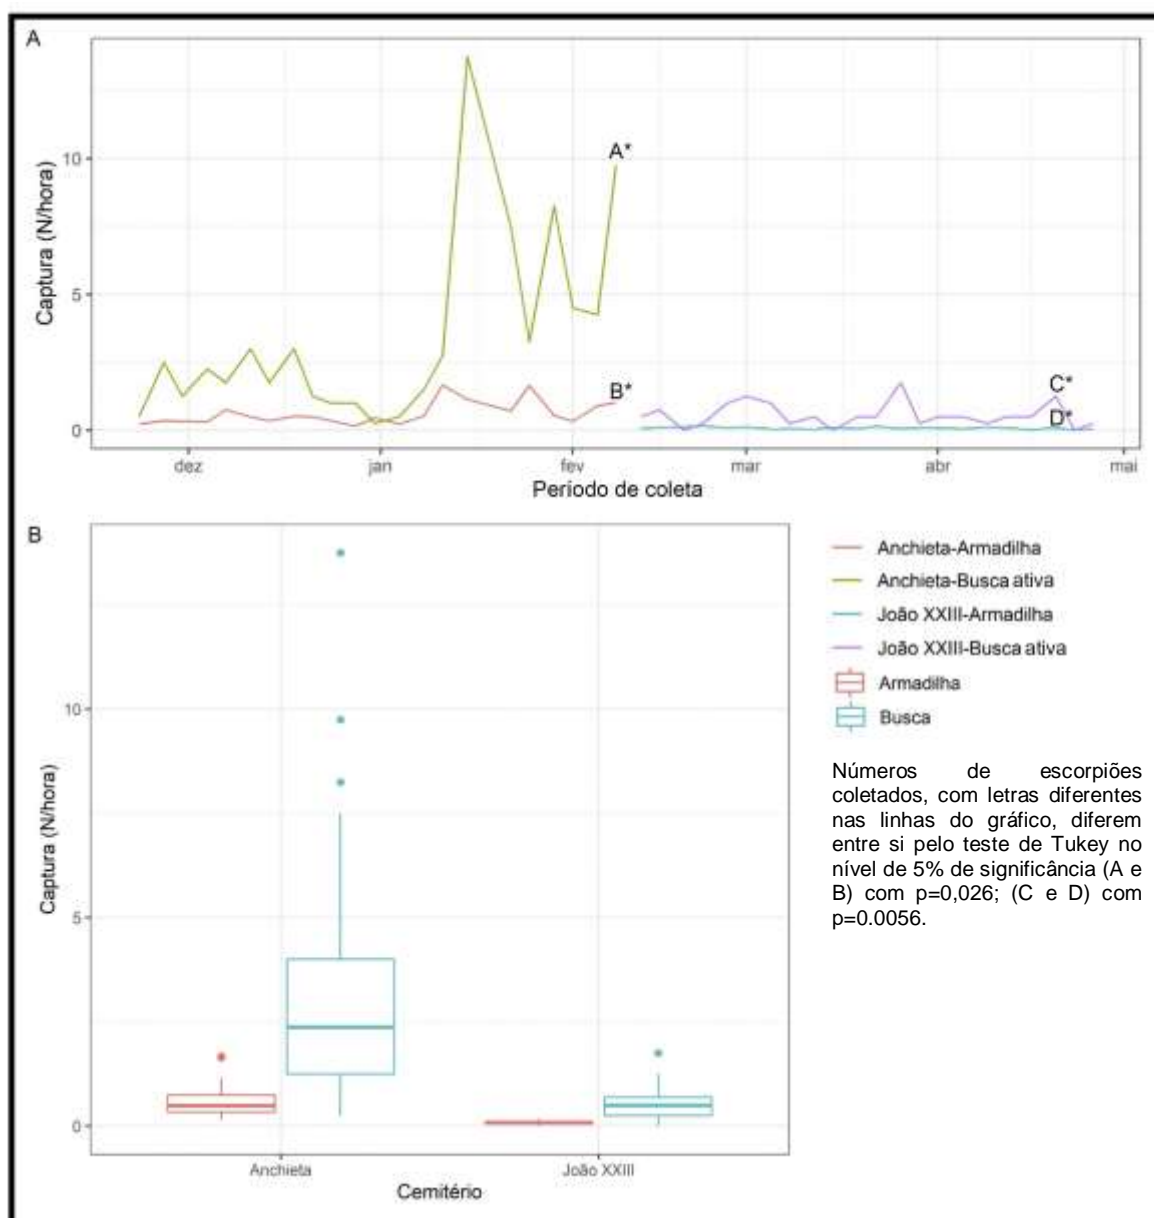 A
Captura (N/hora)
10
5
0
A*
B*
C*
D*
dez
jan
fev
mar
abr
mai
Período de coleta
B
Captura (N/hora)
10
5
0
Anchieta
João XXIII
Cemitério
Anchieta-Armadilha
Anchieta-Busca ativa
João XXIII-Armadilha
João XXIII-Busca ativa
Armadilha
Busca
Números de escorpiões
coletados, com letras diferentes
nas linhas do gráfico, diferem
entre si pelo teste de Tukey no
nível de 5% de significância (A e
B) com p=0,026; (C e D) com
p=0.0056.